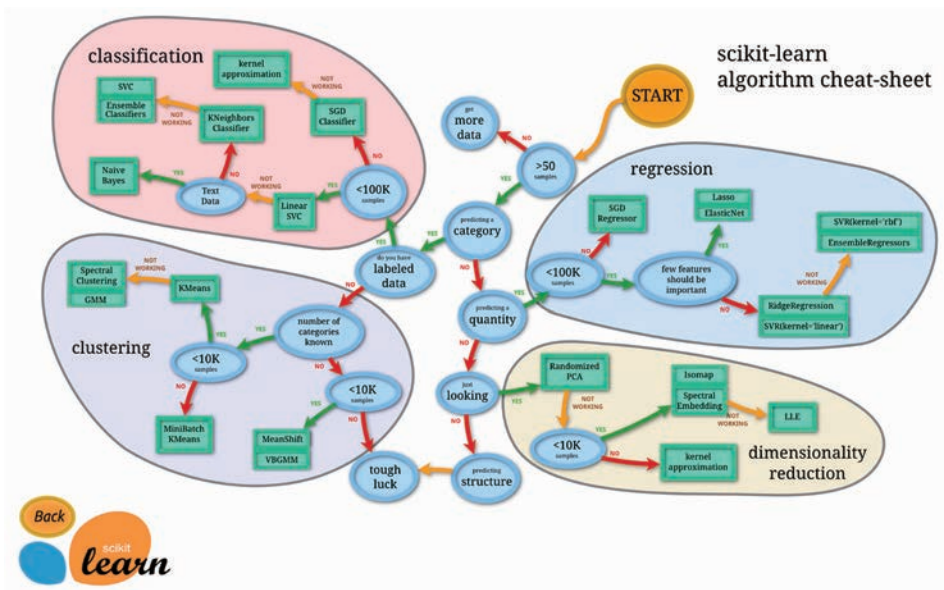 scikit-learn
algorithm cheat-sheet
START
get
more
data
NO
>50
samples
YES
predicting a
category
YES
NO
do you have
labeled
data
YES
NO
predicting a
quantity
YES
NO
just
looking
YES
NO
predicting
structure
tough
luck
classification
kernel
approximation
NOT
WORKING
SVC
Ensemble
Classifiers
NOT
WORKING
KNeighbors
Classifier
SGD
Classifier
NO
<100K
samples
YES
Linear
SVC
NOT
WORKING
Text
Data
NO
YES
Naive
Bayes
regression
SGD
Regressor
NO
<100K
samples
YES
few features
should be
important
YES
Lasso
ElasticNet
NO
RidgeRegression
SVR(kernel='linear')
NOT
WORKING
SVR(kernel='rbf')
EnsembleRegressors
clustering
Spectral
Clustering
GMM
NOT
WORKING
KMeans
YES
<10K
samples
NO
MiniBatch
KMeans
number of
categories
known
YES
NO
<10K
samples
YES
NO
MeanShift
VBGMM
Randomized
PCA
NOT
WORKING
<10K
samples
YES
NO
Isomap
Spectral
Embedding
NOT
WORKING
LLE
kernel
approximation
dimensionality
reduction
Back
scikit
learn